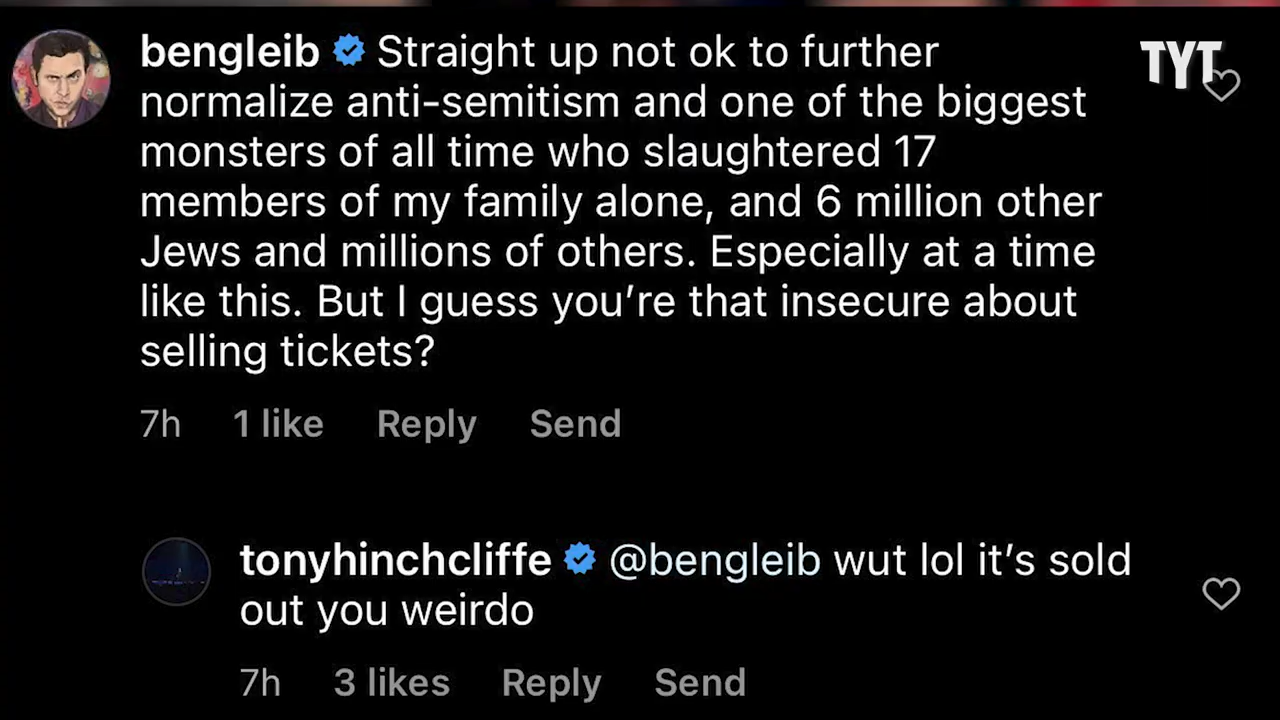 TYT
bengleib Straight up not ok to further
normalize anti-semitism and one of the biggest
monsters of all time who slaughtered 17
members of my family alone, and 6 million other
Jews and millions of others. Especially at a time
like this. But I guess you’re that insecure about
selling tickets?
7h 1 like Reply Send
tonyhinchcliffe @bengleib wut lol it’s sold
out you weirdo
7h 3 likes Reply Send